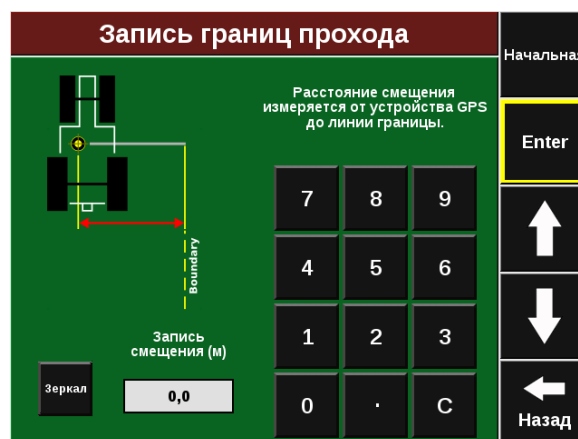 Запись границ прохода
Расстояние смещения
измеряется от устройства GPS
до линии границы.
Boundary
Запись
смещения (м)
Зеркал
0,0
7 8 9
4 5 6
1 2 3
0 . C
Начальная
Enter
Назад